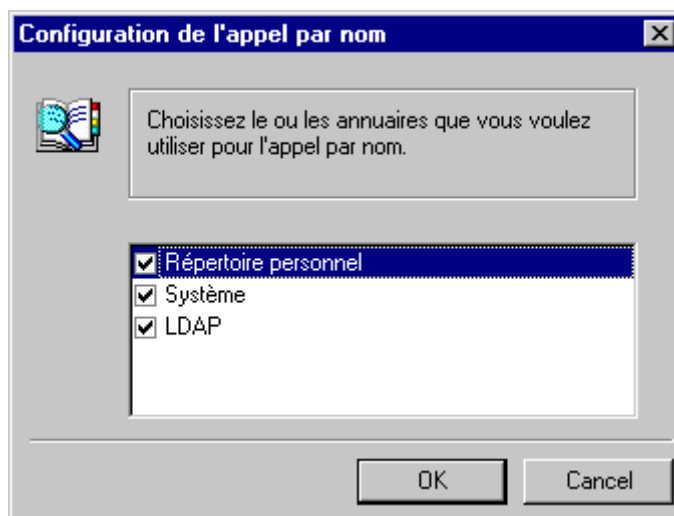 Configuration de l'appel par nom
Choisissez le ou les annuaires que vous voulez
utiliser pour l'appel par nom.
Répertoire personnel
Système
LDAP
OK
Cancel